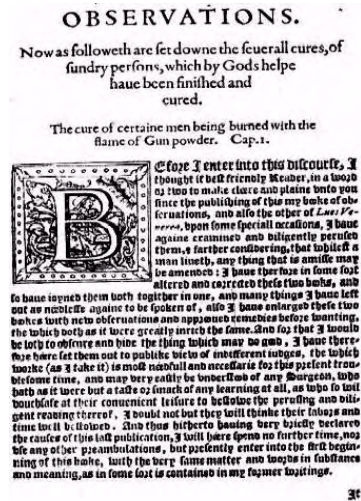 OBSERVATIONS.
Now as followeth are ſet downe the ſeuerall cures, of
ſundry perſons, which by Gods helpe
haue been finiſhed and
cured.
The cure of certaine men being burned with the
flame of Gun powder. Cap. 1.
BEfore I enter into this diſcourſe, I
thought it beſt friendly Reader, in a word
or two to make cleere and plaine vnto you
ſince the publiſhing of this my boke of ob-
ſeruations, and alſo the other of Lues Ve-
nerea, vpon ſome ſpeciall occaſions, I haue
againe examined and diligently peruſed
them, & farther conſidering, that whileſt a
man liueth, any thing that is amiſſe may
be amended: I haue therfore in ſome ſort
altered and corrected theſe two books, and
ſo haue ioyned them both togither in one, and many things I haue left
out as nedleſſe againe to be ſpoken of, alſo I haue enlarged theſe two
bokes with new obſeruations and approued remedies before wanting,
the which doth as it were greatly inrich the ſame. And for that I would
be loth to obſcure and hide the thing which may do good, I haue there-
fore here ſet them out to publike view of indifferent iudges, the which
worke (as I take it) is moſt nedfull and neceſſarie for this preſent trou-
bleſome time, and may very eaſily be vnderſtod of any Surgeon, who
hath as it were but a taſte or ſmack of any learning at all, as who ſo wil
vouchſafe at their conuenient leiſure to beſtowe the peruſing and dili-
gent reading thereof, I doubt not but they will thinke their labors and
time well beſtowed. And thus hitherto hauing very briefly declared
the cauſes of this laſt publication, I will here ſpend no further time, nor
vſe any other preambulations, but preſently enter into the firſt begin-
ning of this boke, with the very ſame matter and words in ſubſtance
and meaning, as in ſome ſort is contained in my former writings.